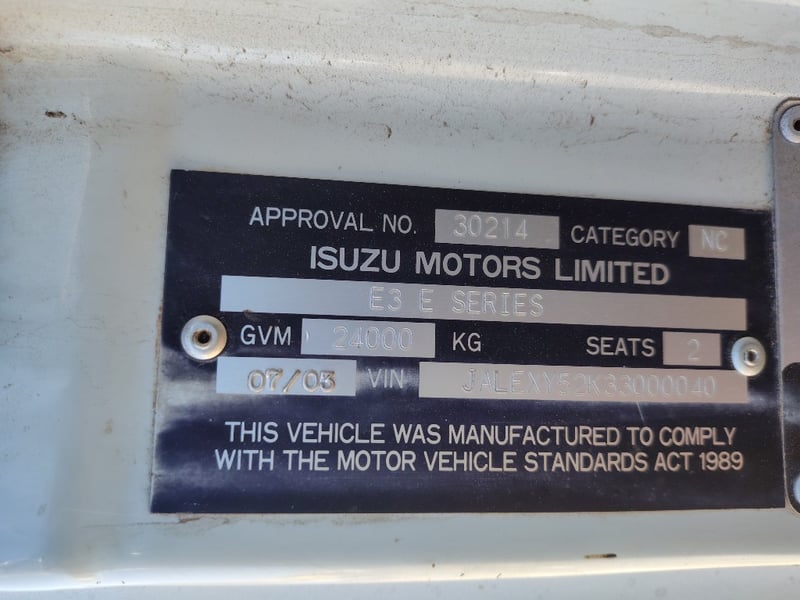 APPROVAL NO. 30214 CATEGORY NC
ISUZU MOTORS LIMITED
E3 E SERIES
GVM 24000 KG SEATS 2
07/03 VIN JALEXY52K33000040
THIS VEHICLE WAS MANUFACTURED TO COMPLY
WITH THE MOTOR VEHICLE STANDARDS ACT 1989